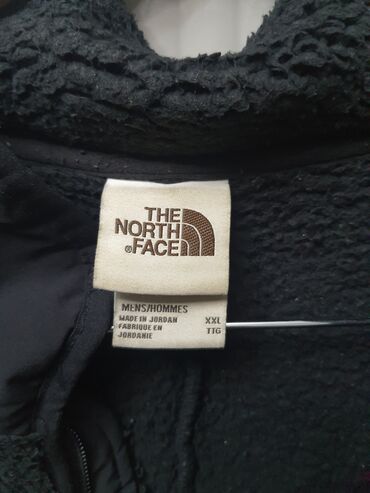 THE
NORTH
®FACE
MENS/HOMMES
MADE IN JORDAN XXL
FABRIQUE EN TTG
JORDANIE